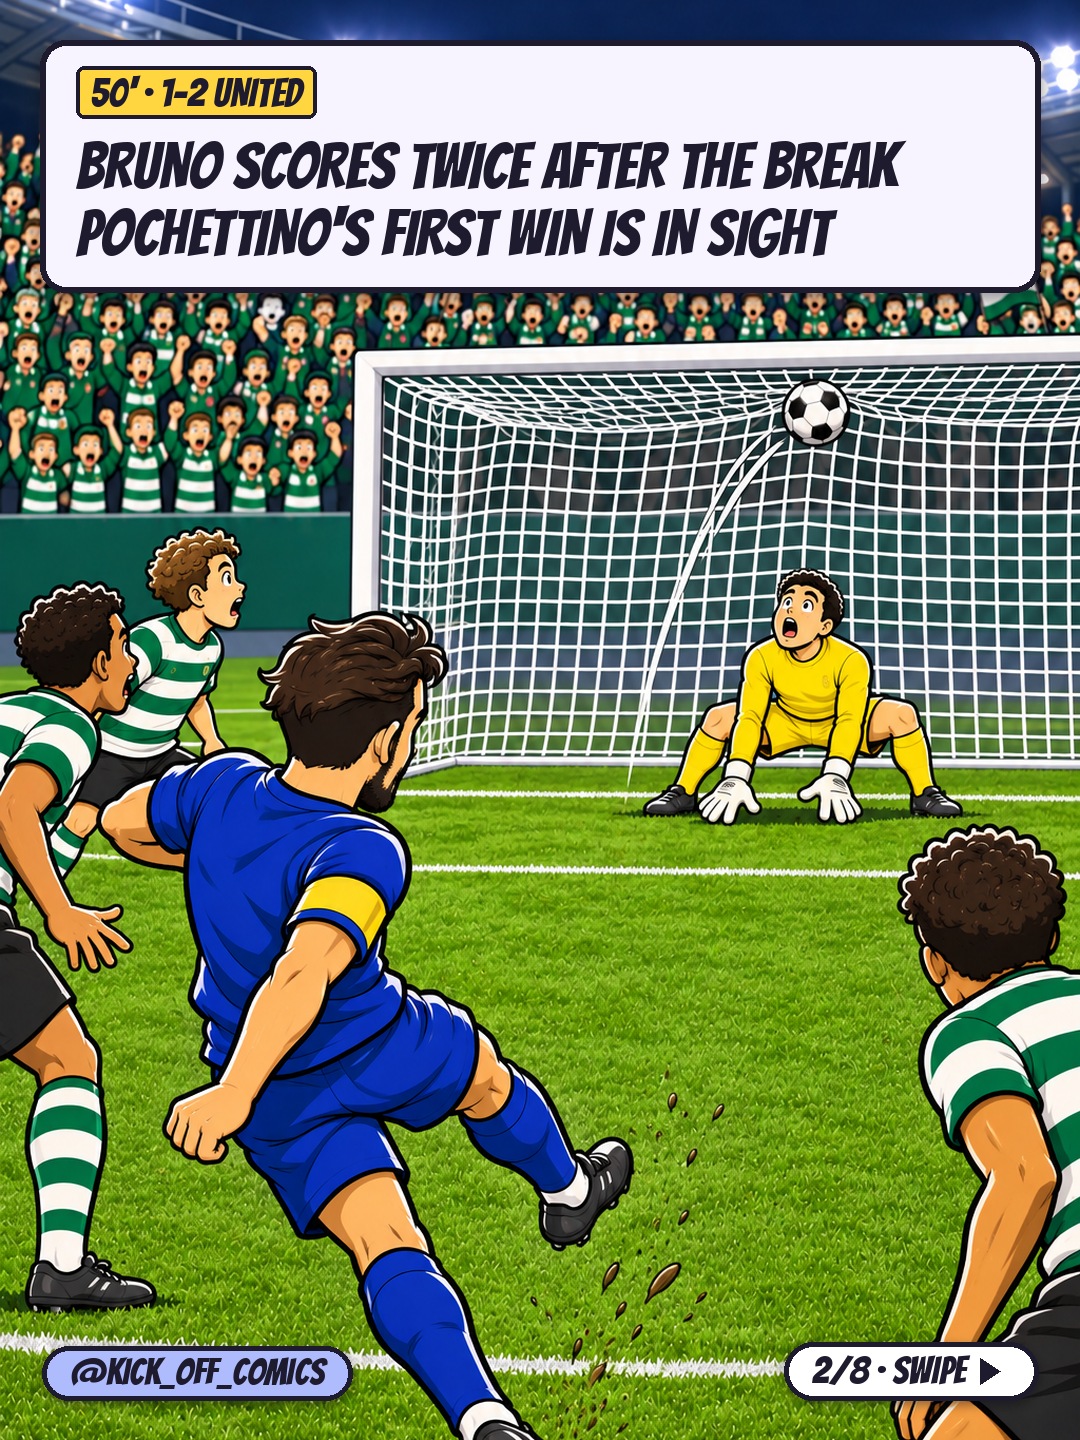 50' • 1-2 UNITED
BRUNO SCORES TWICE AFTER THE BREAK
POCHETTINO'S FIRST WIN IS IN SIGHT
@KICK_OFF_COMICS
2/8 • SWIPE ▶